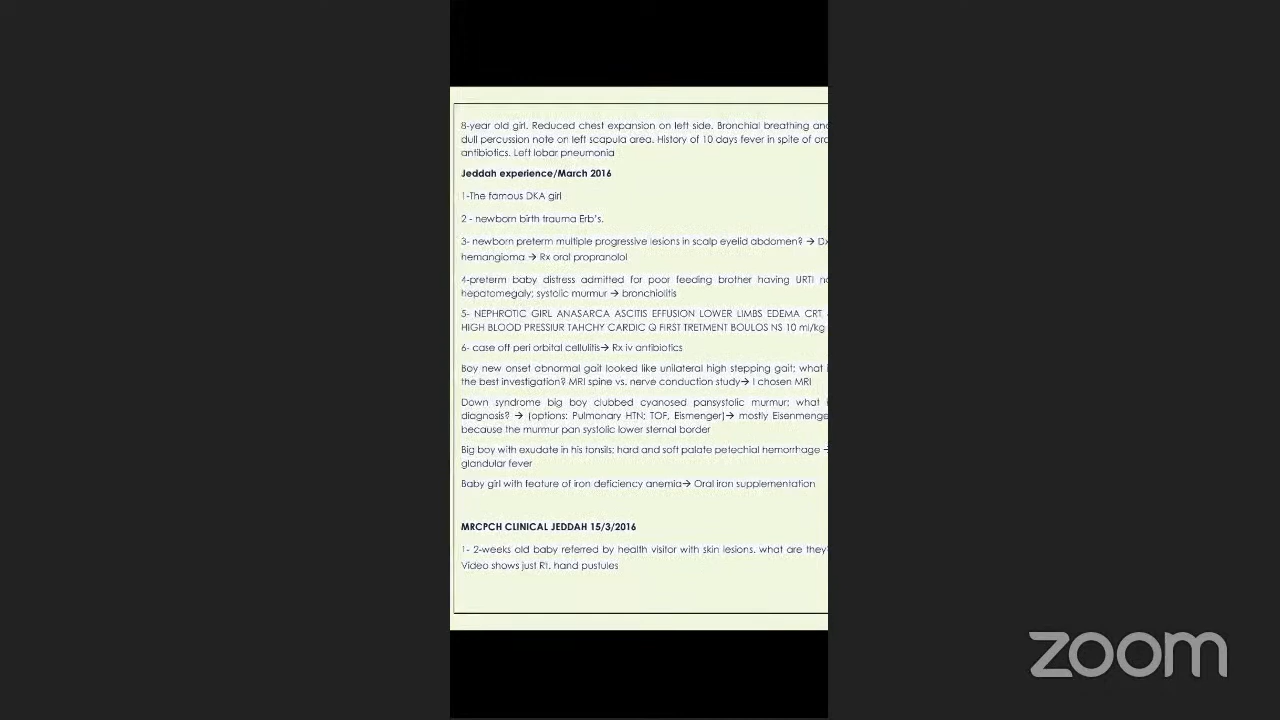 8-year old girl. Reduced chest expansion on left side. Bronchial breathing and
dull percussion note on left scapula area. History of 10 days fever in spite of oral
antibiotics. Left lobar pneumonia
Jeddah experience/March 2016
1-The famous DKA girl
2 - newborn birth trauma Erb's.
3- newborn preterm multiple progressive lesions in scalp eyelid abdomen? → Dx
hemangioma → Rx oral propranolol
4-preterm baby distress admitted for poor feeding brother having URTI no
hepatomegaly; systolic murmur → bronchiolitis
5- NEPHROTIC GIRL ANASARCA ASCITIS EFFUSION LOWER LIMBS EDEMA CRT
HIGH BLOOD PRESSIUR TAHCHY CARDIC Q FIRST TRETMENT BOULOS NS 10 ml/kg
6- case off peri orbital cellulitis→ Rx iv antibiotics
Boy new onset abnormal gait looked like unilateral high stepping gait; what i
the best investigation? MRI spine vs. nerve conduction study→ I chosen MRI
Down syndrome big boy clubbed cyanosed pansystolic murmur; what
diagnosis? → (options: Pulmonary HTN; TOF, Eismenger)→ mostly Eisenmenge
because the murmur pan systolic lower sternal border
Big boy with exudate in his tonsils; hard and soft palate petechial hemorrhage →
glandular fever
Baby girl with feature of iron deficiency anemia→ Oral iron supplementation
MRCPCH CLINICAL JEDDAH 15/3/2016
1- 2-weeks old baby referred by health visitor with skin lesions. what are they?
Video shows just Rt. hand pustules
zoom